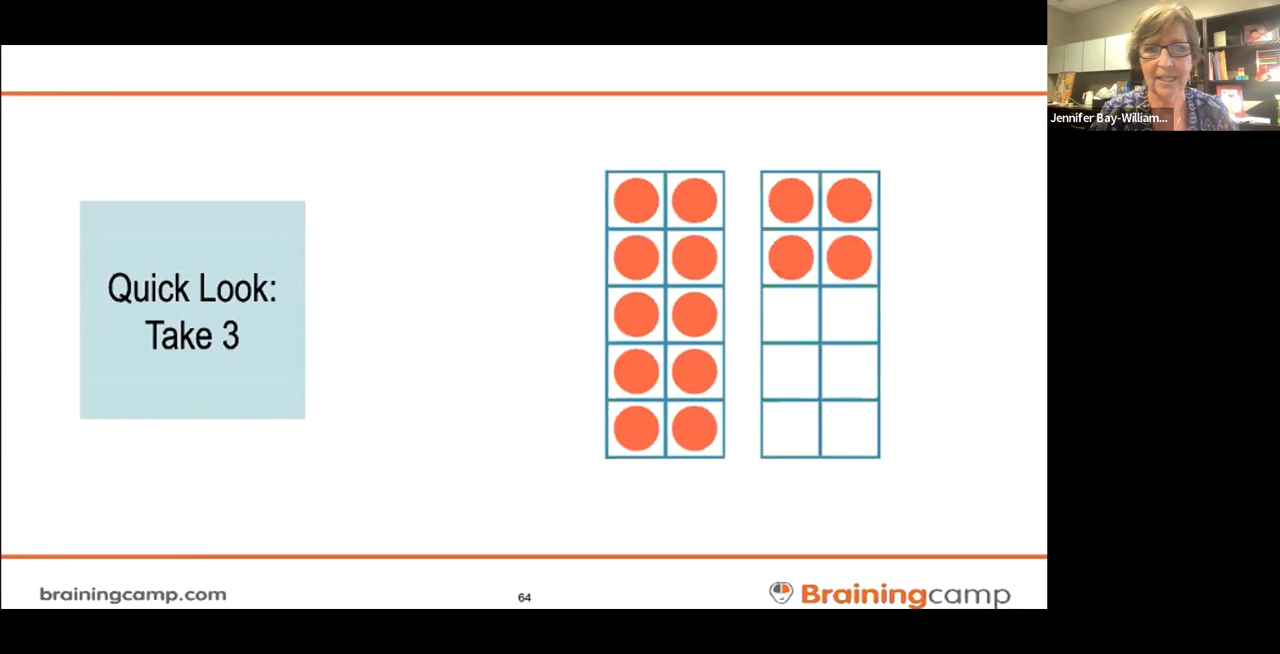 Jennifer Bay-William...
Quick Look:
Take 3
brainingcamp.com
64
Brainingcamp